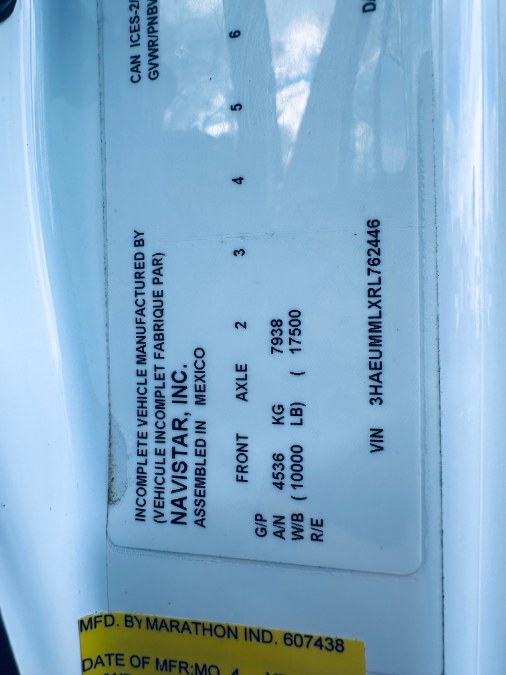 INCOMPLETE VEHICLE MANUFACTURED BY
(VEHICULE INCOMPLET FABRIQUE PAR)
NAVISTAR, INC.
ASSEMBLED IN MEXICO
CAN ICES-2
GVWR/PNBV
FRONT AXLE 2 3 4 5 6
G/P
A/N 4536 KG 7938
W/B ( 10000 LB) ( 17500
R/E
VIN 3HAEUMMLXRL762446
MFD. BY MARATHON IND. 607438
DATE OF MFR:MO. 4